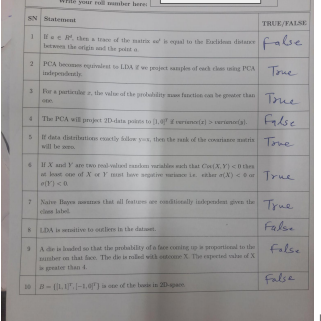 Write your roll number here:
SN Statement TRUE/FALSE
1 If a ∈ R^d, then a trace of the matrix aa^t is equal to the Euclidean distance False
between the origin and the point a.
2 PCA becomes equivalent to LDA if we project samples of each class using PCA True
independently.
3 For a particular x, the value of the probability mass function can be greater than True
one.
4 The PCA will project 2D-data points to [1,0]^T if variance(x) > variance(y). False
5 If data distributions exactly follow y=x, then the rank of the covariance matrix True
will be zero.
6 If X and Y are two real-valued random variables such that Cov(X,Y) < 0 then
at least one of X or Y must have negative variance i.e. either σ(X) < 0 or True
σ(Y) < 0.
7 Naive Bayes assumes that all features are conditionally independent given the True
class label.
8 LDA is sensitive to outliers in the dataset. False
9 A die is loaded so that the probability of a face coming up is proportional to the False
number on that face. The die is rolled with outcome X. The expected value of X
is greater than 4.
10 B = {[1,1]^T, [-1,0]^T} is one of the basis in 2D-space. False